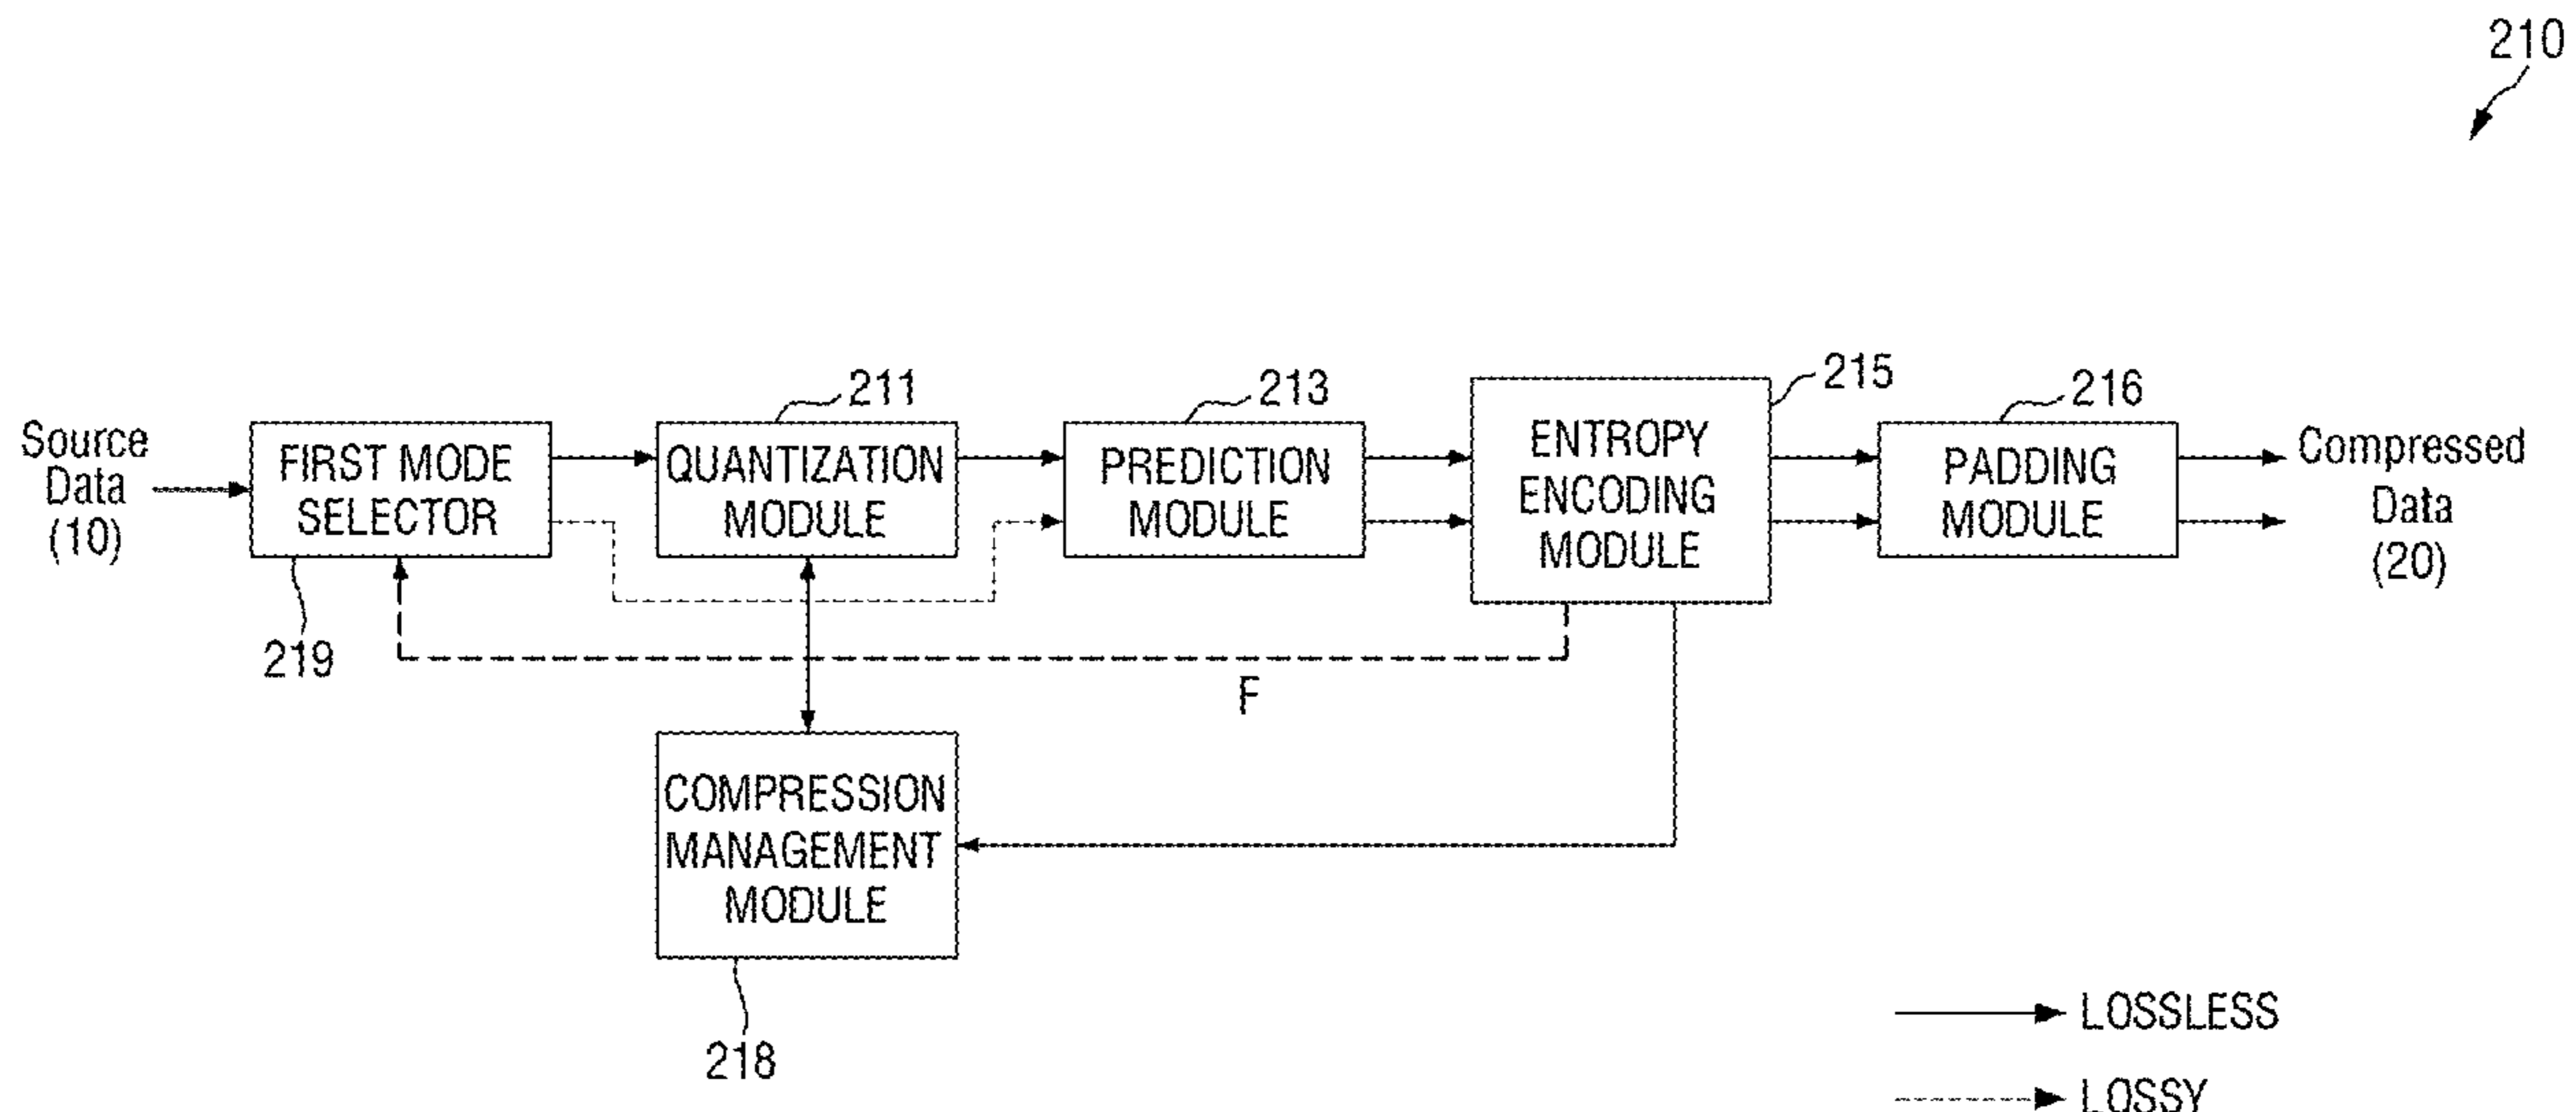 210
Source
Data
(10)
FIRST MODE
SELECTOR
219
211
QUANTIZATION
MODULE
213
PREDICTION
MODULE
215
ENTROPY
ENCODING
MODULE
216
PADDING
MODULE
Compressed
Data
(20)
F
COMPRESSION
MANAGEMENT
MODULE
218
LOSSLESS
LOSSY